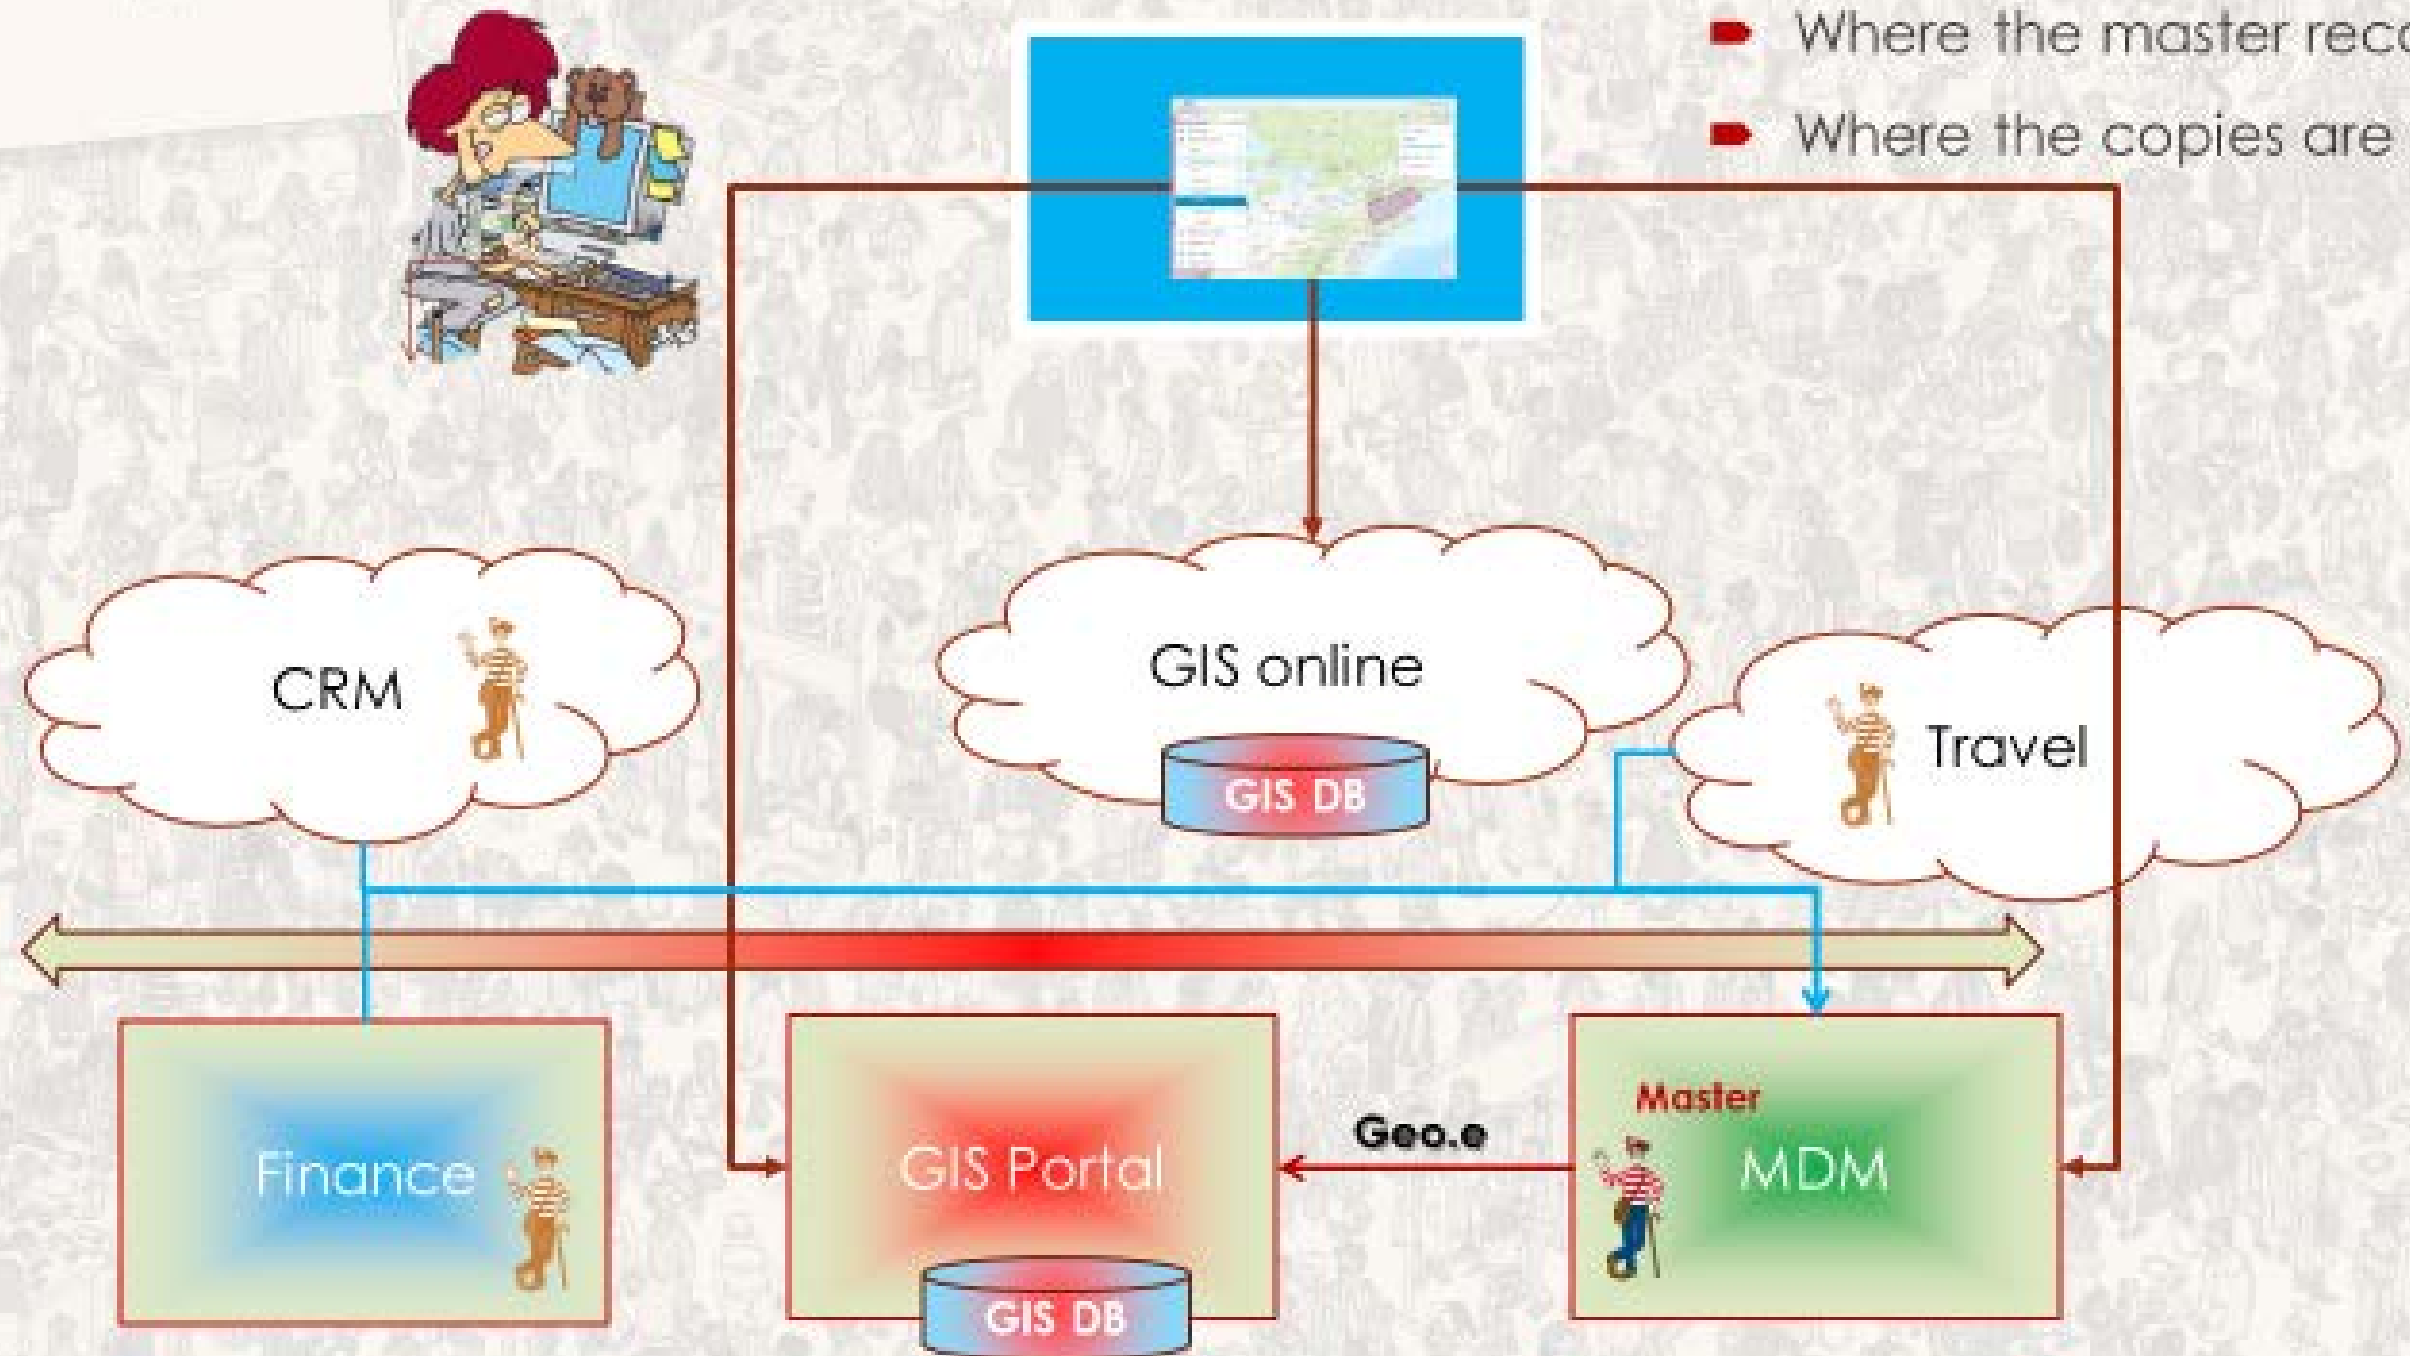 Where the master
Where the copies are
CRM
GIS online
GIS DB
Travel
Finance
GIS Portal
GIS DB
Geo.e
Master
MDM